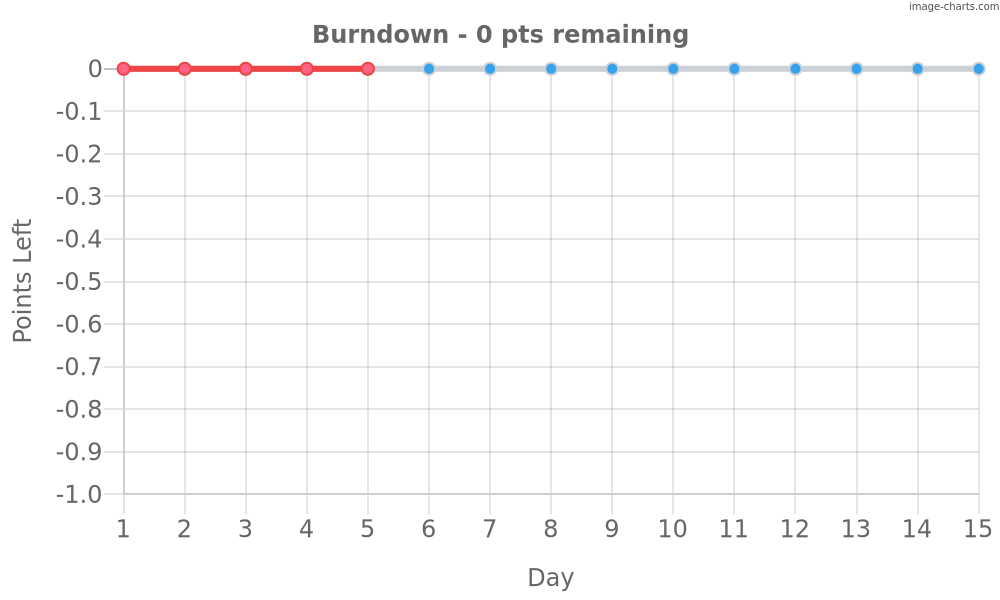 image-charts.com
Burndown - 0 pts remaining
Points Left
0
-0.1
-0.2
-0.3
-0.4
-0.5
-0.6
-0.7
-0.8
-0.9
-1.0
1 2 3 4 5 6 7 8 9 10 11 12 13 14 15
Day